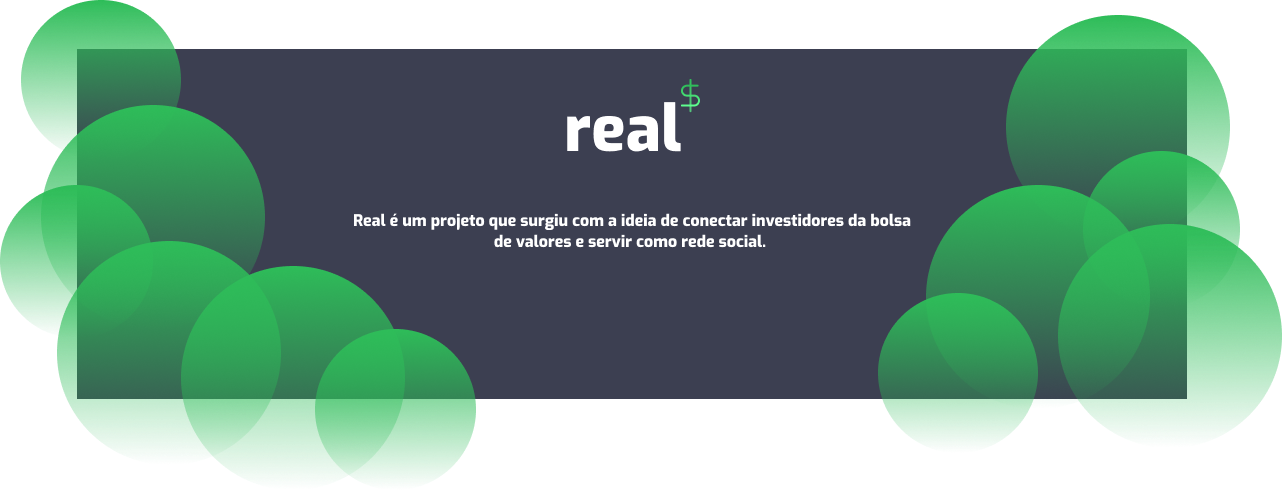 real$
Real é um projeto que surgiu com a ideia de conectar investidores da bolsa
de valores e servir como rede social.